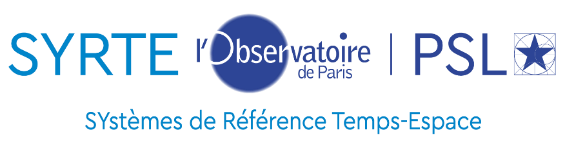 SYRTE l'Observatoire de Paris | PSL
SYstèmes de Référence Temps-Espace